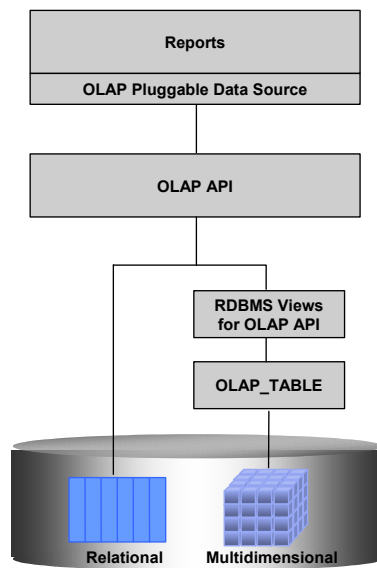 Reports
OLAP Pluggable Data Source
OLAP API
RDBMS Views
for OLAP API
OLAP_TABLE
Relational
Multidimensional